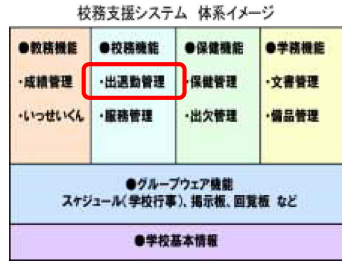 校務支援システム 体系イメージ
●教務機能 ●校務機能 ●保健機能 ●学務機能
・成績管理 ・出退勤管理 ・保健管理 ・文書管理
・いっせいくん ・服務管理 ・出欠管理 ・備品管理
●グループウェア機能
スケジュール(学校行事)、掲示板、回覧板 など
●学校基本情報